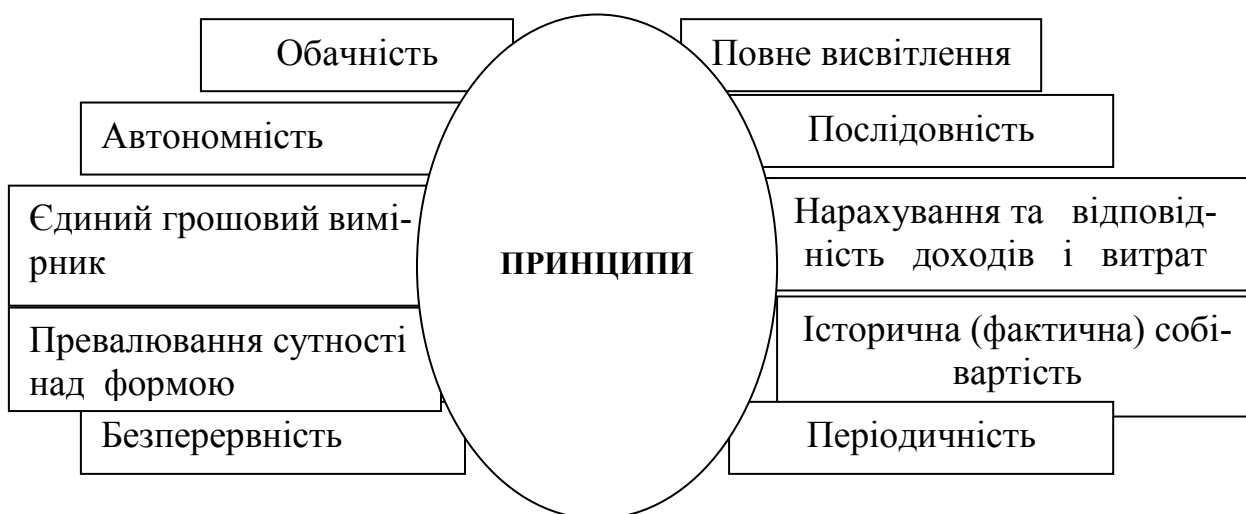 Обачність
Автономність
Єдиний грошовий вимі-
рник
Превалювання сутності
над формою
Безперервність
ПРИНЦИПИ
Повне висвітлення
Послідовність
Нарахування та відповід-
ність доходів і витрат
Історична (фактична) собі-
вартість
Періодичність